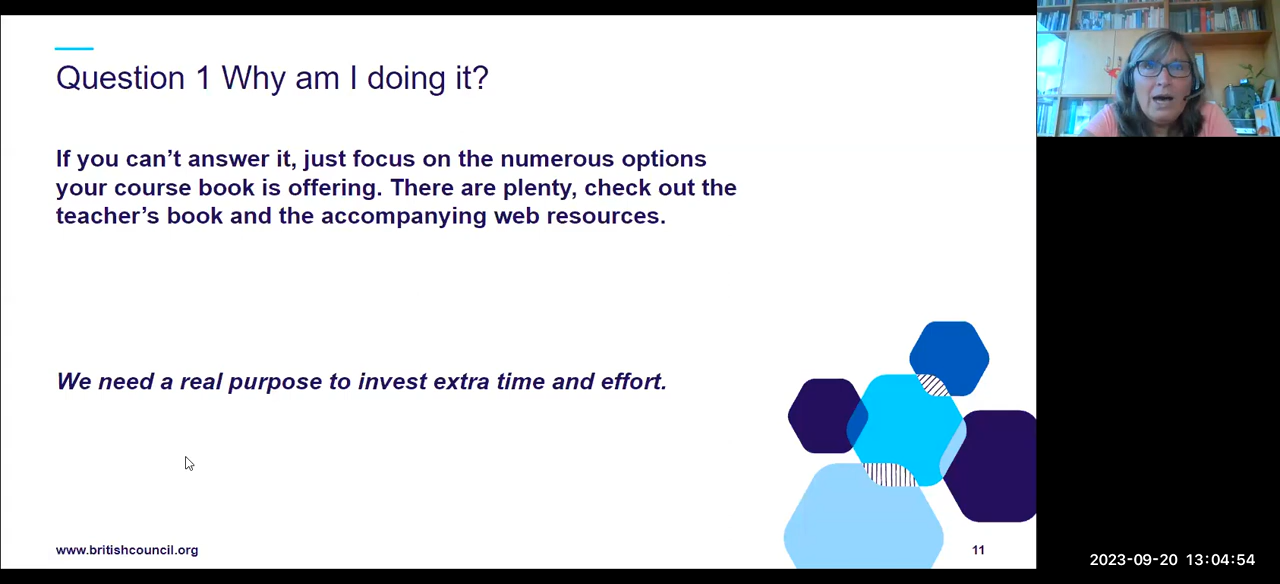 Question 1 Why am I doing it?
If you can’t answer it, just focus on the numerous options
your course book is offering. There are plenty, check out the
teacher’s book and the accompanying web resources.
We need a real purpose to invest extra time and effort.
www.britishcouncil.org
11
2023-09-20 13:04:54